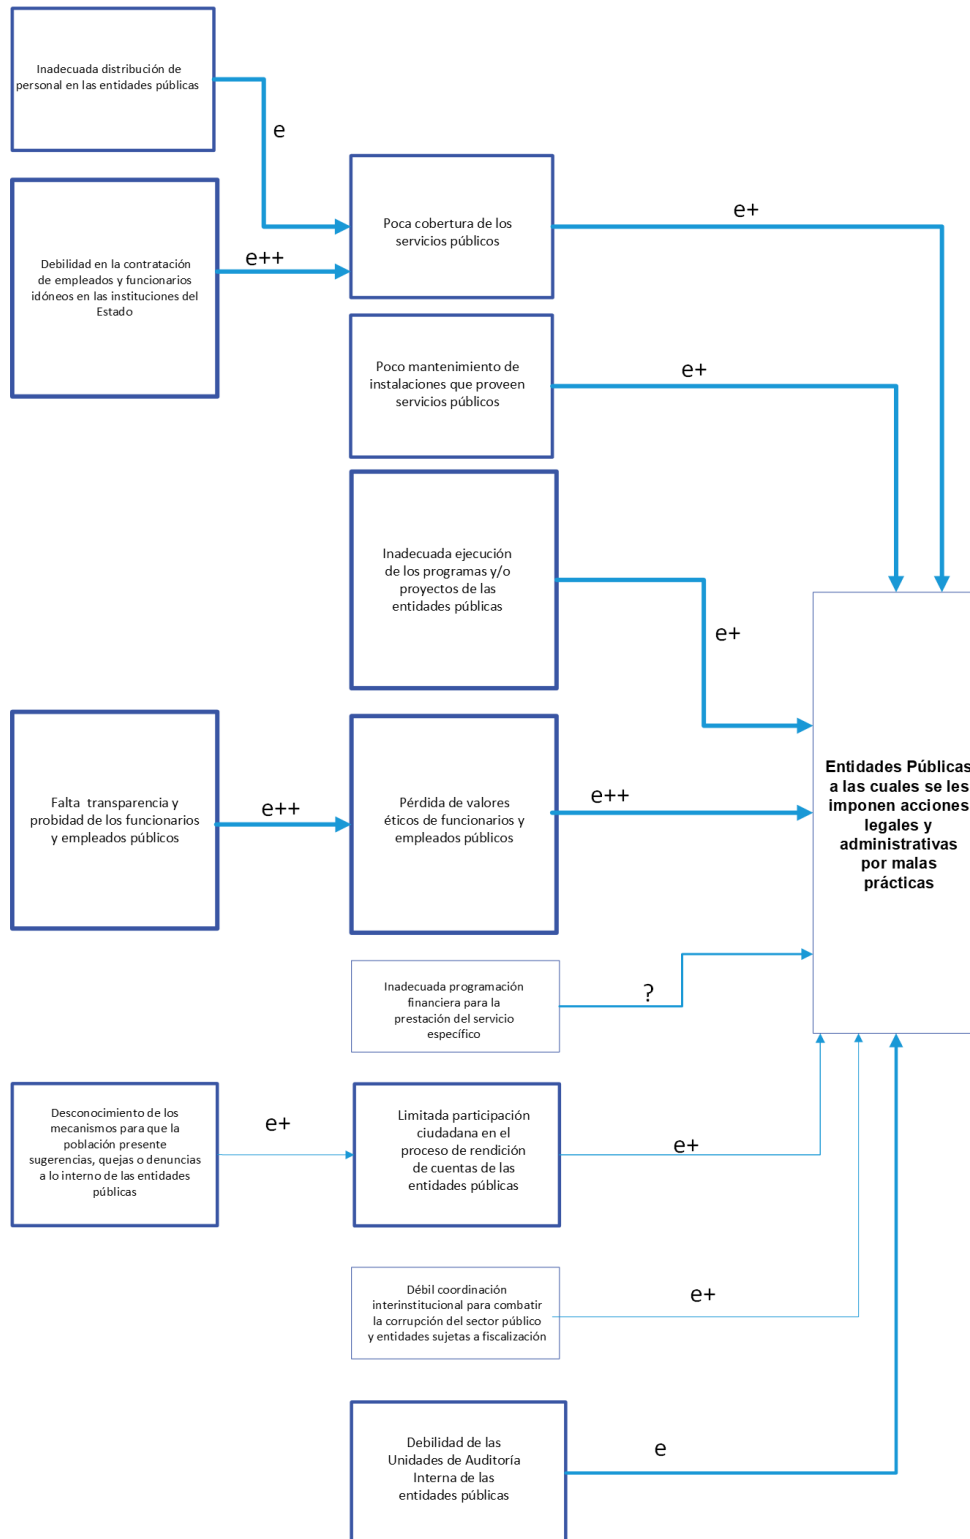 Inadecuada distribución de
personal en las entidades públicas
e
Debilidad en la contratación
de empleados y funcionarios
idóneos en las instituciones del
Estado
e++
Poca cobertura de los
servicios públicos
e+
Poco mantenimiento de
instalaciones que proveen
servicios públicos
e+
Inadecuada ejecución
de los programas y/o
proyectos de las
entidades públicas
e+
Falta transparencia y
probidad de los funcionarios
y empleados públicos
e++
Pérdida de valores
éticos de funcionarios y
empleados públicos
e++
Entidades Públicas
a las cuales se les
imponen acciones
legales y
administrativas
por malas
prácticas
Inadecuada programación
financiera para la
prestación del servicio
específico
?
Desconocimiento de los
mecanismos para que la
población presente
sugerencias, quejas o denuncias
a lo interno de las entidades
públicas
e+
Limitada participación
ciudadana en el
proceso de rendición
de cuentas de las
entidades públicas
e+
Débil coordinación
interinstitucional para combatir
la corrupción del sector público
y entidades sujetas a fiscalización
e+
Debilidad de las
Unidades de Auditoría
Interna de las
entidades públicas
e